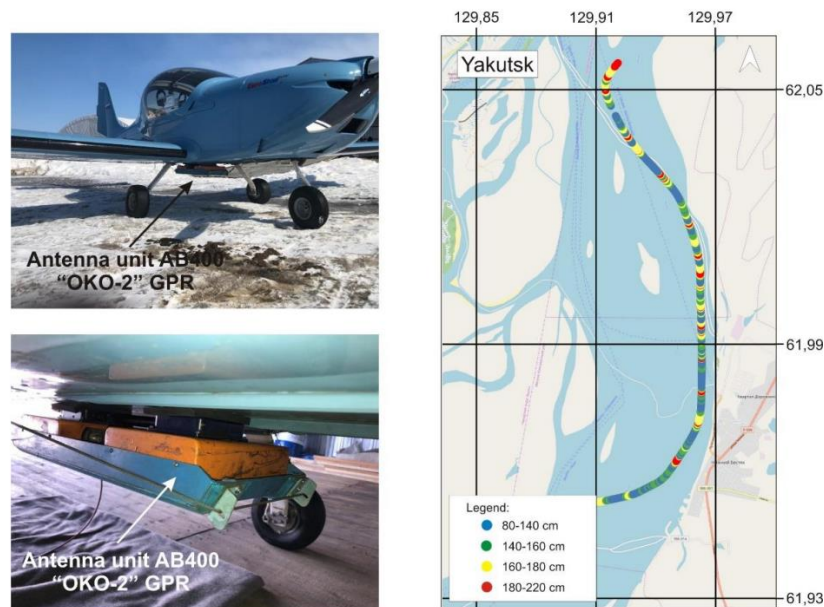 Antenna unit AB400
“OKO-2” GPR
Antenna unit AB400
“OKO-2” GPR
129,85
129,91
129,97
Yakutsk
62,05
61,99
61,93
Legend:
80-140 cm
140-160 cm
160-180 cm
180-220 cm